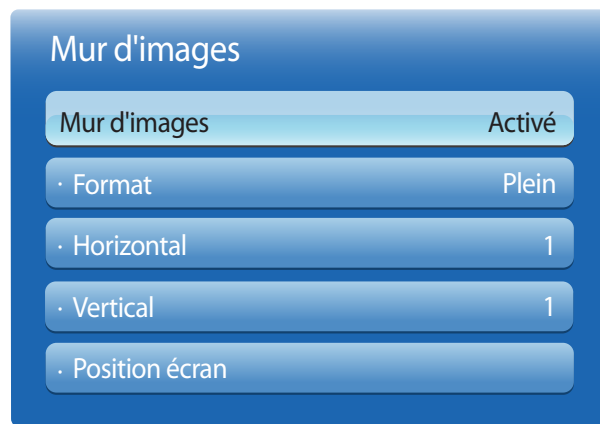 Mur d'images
Mur d'images Activé
· Format Plein
· Horizontal 1
· Vertical 1
· Position écran